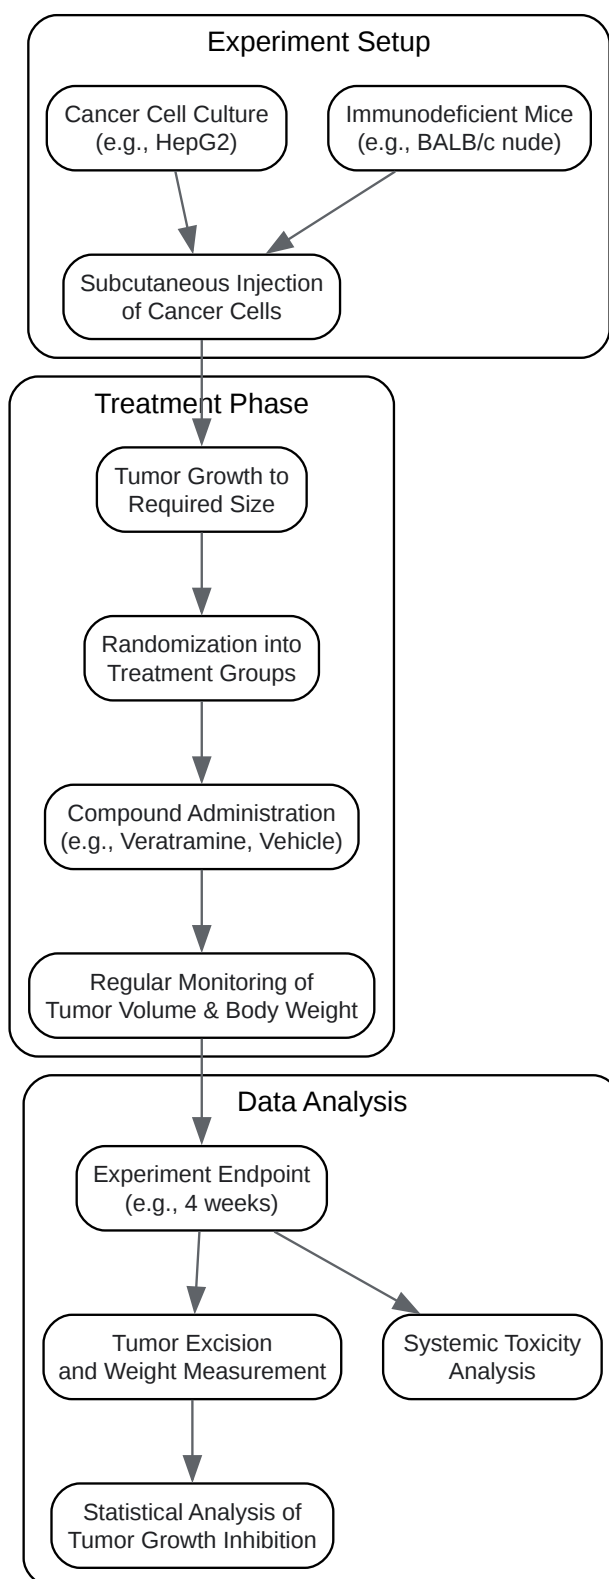 Experiment Setup
Cancer Cell Culture
(e.g., HepG2)
Immunodeficient Mice
(e.g., BALB/c nude)
Subcutaneous Injection
of Cancer Cells
Treatment Phase
Tumor Growth to
Required Size
Randomization into
Treatment Groups
Compound Administration
(e.g., Veratramine, Vehicle)
Regular Monitoring of
Tumor Volume & Body Weight
Data Analysis
Experiment Endpoint
(e.g., 4 weeks)
Tumor Excision
and Weight Measurement
Systemic Toxicity
Analysis
Statistical Analysis of
Tumor Growth Inhibition